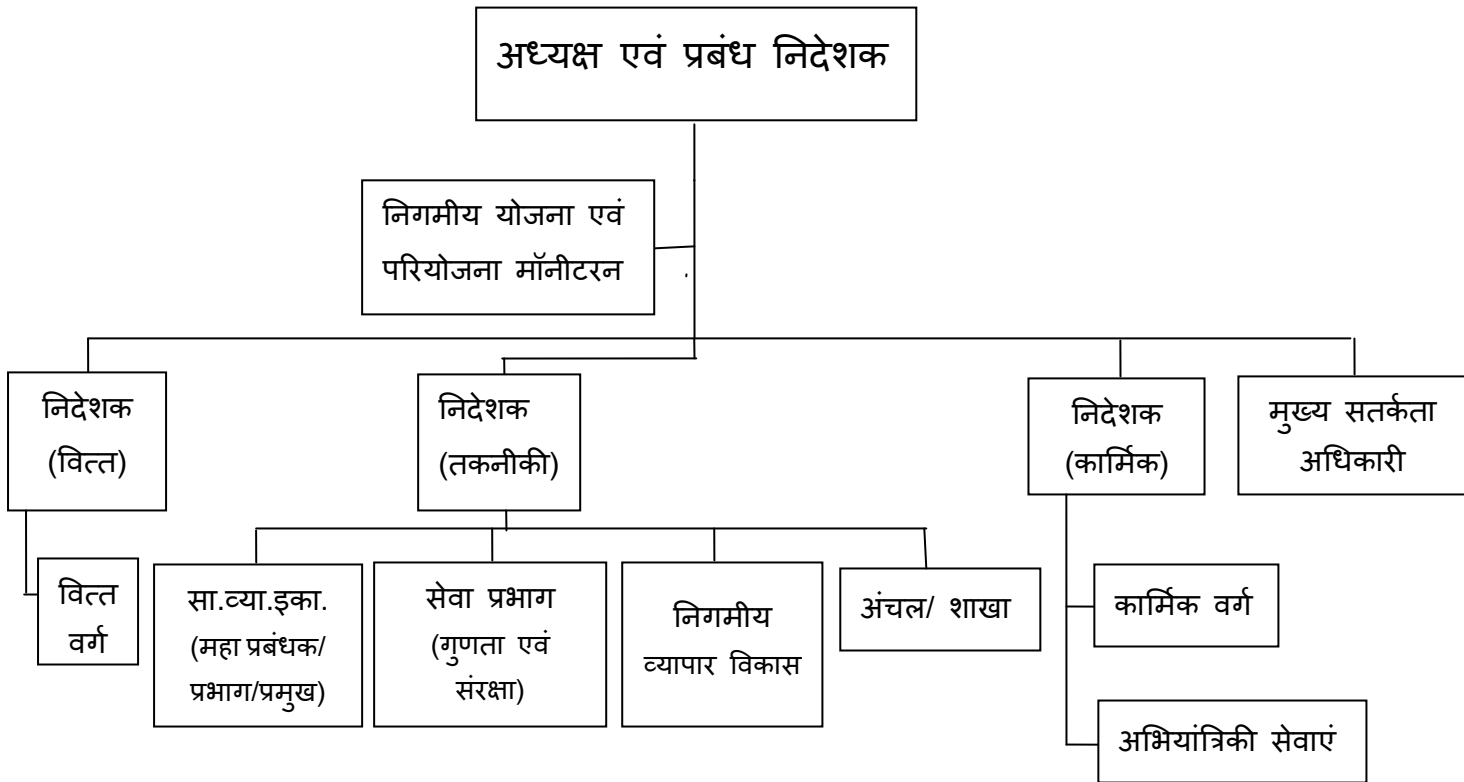 अध्यक्ष एवं प्रबंध निदेशक
निगमीय योजना एवं
परियोजना मॉनीटरन
निदेशक
(वित्त)
निदेशक
(तकनीकी)
निदेशक
(कार्मिक)
मुख्य सतर्कता
अधिकारी
वित्त
वर्ग
सा.व्या.इका.
(महा प्रबंधक/
प्रभाग/प्रमुख)
सेवा प्रभाग
(गुणता एवं
संरक्षा)
निगमीय
व्यापार विकास
अंचल/ शाखा
कार्मिक वर्ग
अभियांत्रिकी सेवाएं